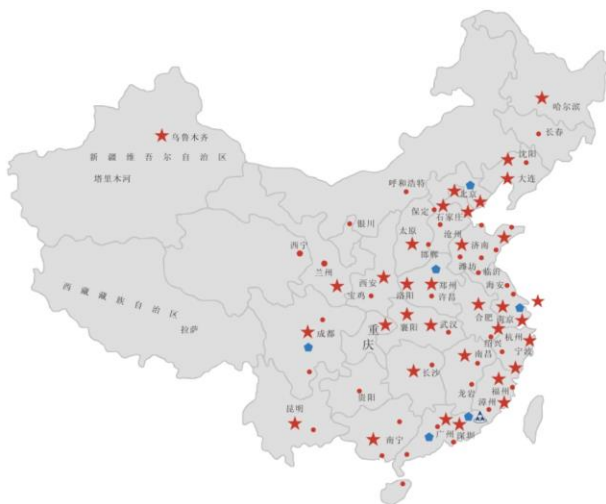 哈尔滨
长春
乌鲁木齐
新疆维吾尔自治区
塔里木河
沈阳
大连
呼和浩特
北京
保定
石家庄
银川
沧州
太原
济南
邯郸
西宁
兰州
潍坊
临沂
西安
郑州
海安
宝鸡
洛阳
许昌
西藏藏族自治区
拉萨
合肥
南京
成都
重庆
襄阳
武汉
杭州
绍兴
宁波
南昌
长沙
贵阳
龙岩
福州
漳州
昆明
南宁
广州
深圳